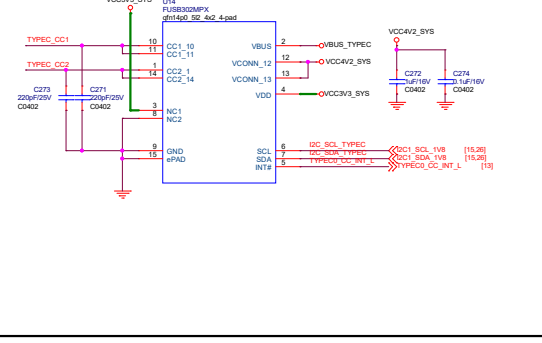 VCC3V3_SYS
U14
FUSB302MPX
qfn14p0_5l2_4x2_4-pad
VCC4V2_SYS
TYPEC_CC1
10 CC1_10
11 CC1_11
VBUS 2 VBUS_TYPEC
TYPEC_CC2
1 CC2_1
14 CC2_14
VCONN_12 12 VCC4V2_SYS
VCONN_13 13
C273
220pF/25V
C0402
C271
220pF/25V
C0402
C272
1uF/16V
C0402
C274
0.1uF/16V
C0402
VDD 4 VCC3V3_SYS
3 NC1
8 NC2
9 GND
15 ePAD
SCL 6 I2C_SCL_TYPEC I2C1_SCL_1V8 [15,26]
SDA 7 I2C_SDA_TYPEC I2C1_SDA_1V8 [15,26]
INT# 5 TYPEC0_CC_INT_L TYPEC0_CC_INT_L [13]